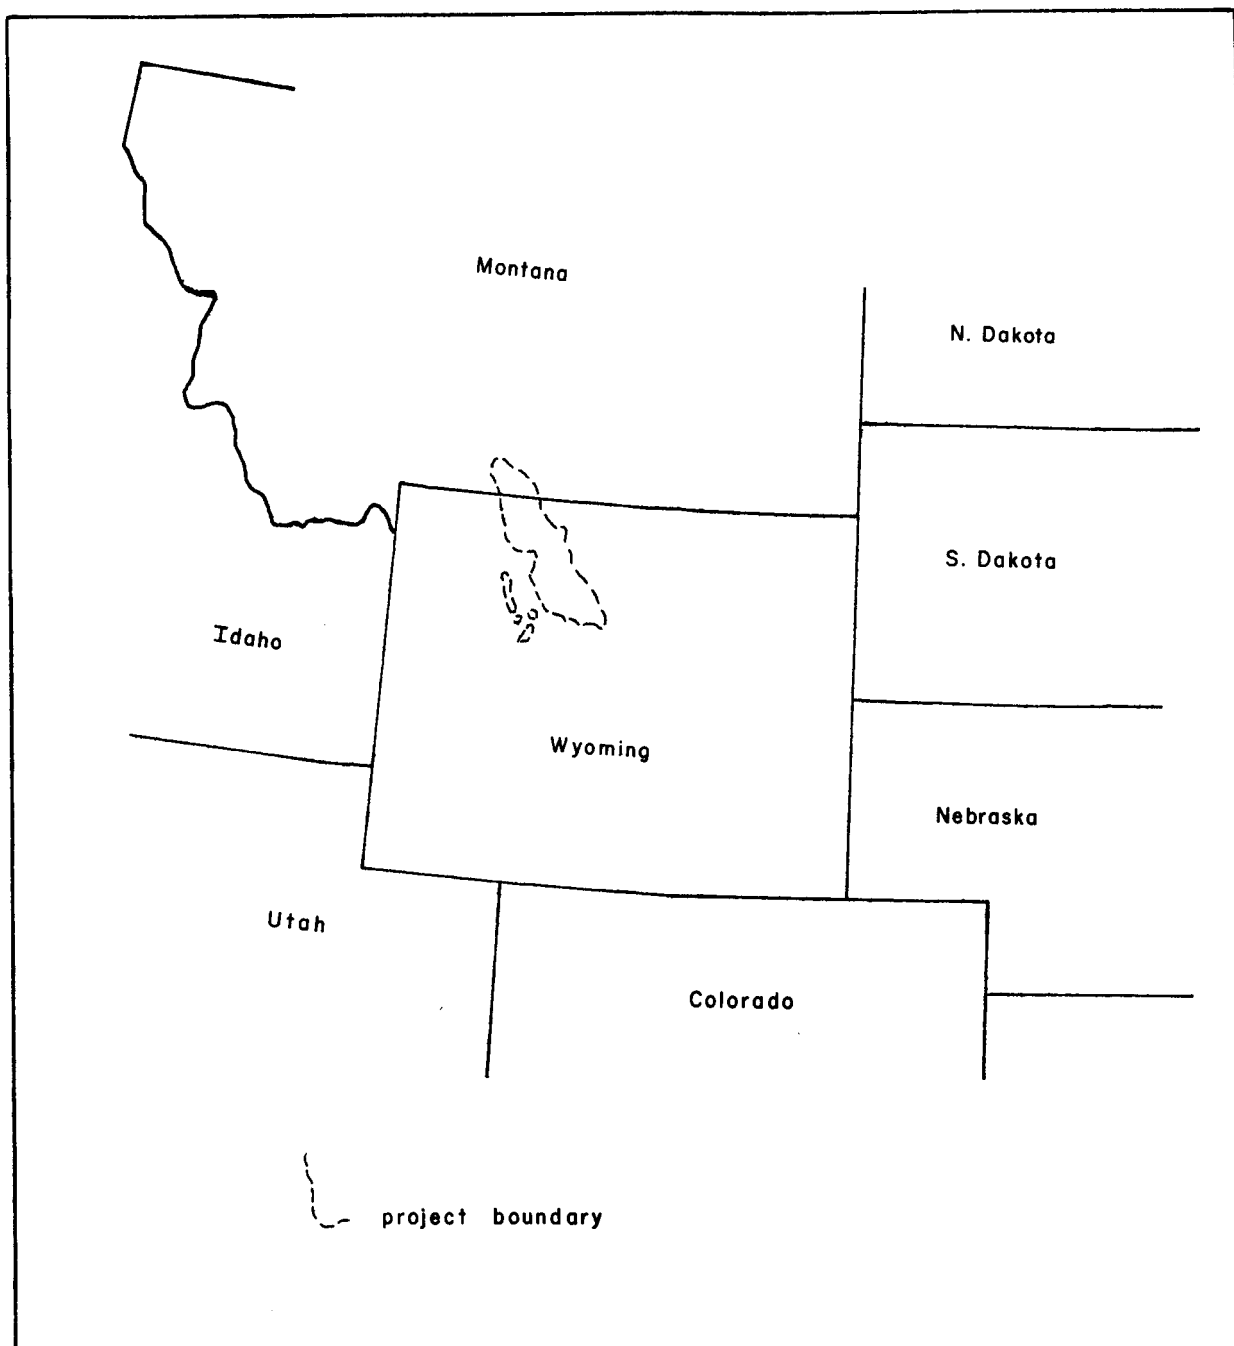 Montana
N. Dakota
S. Dakota
Idaho
Wyoming
Nebraska
Utah
Colorado
project boundary